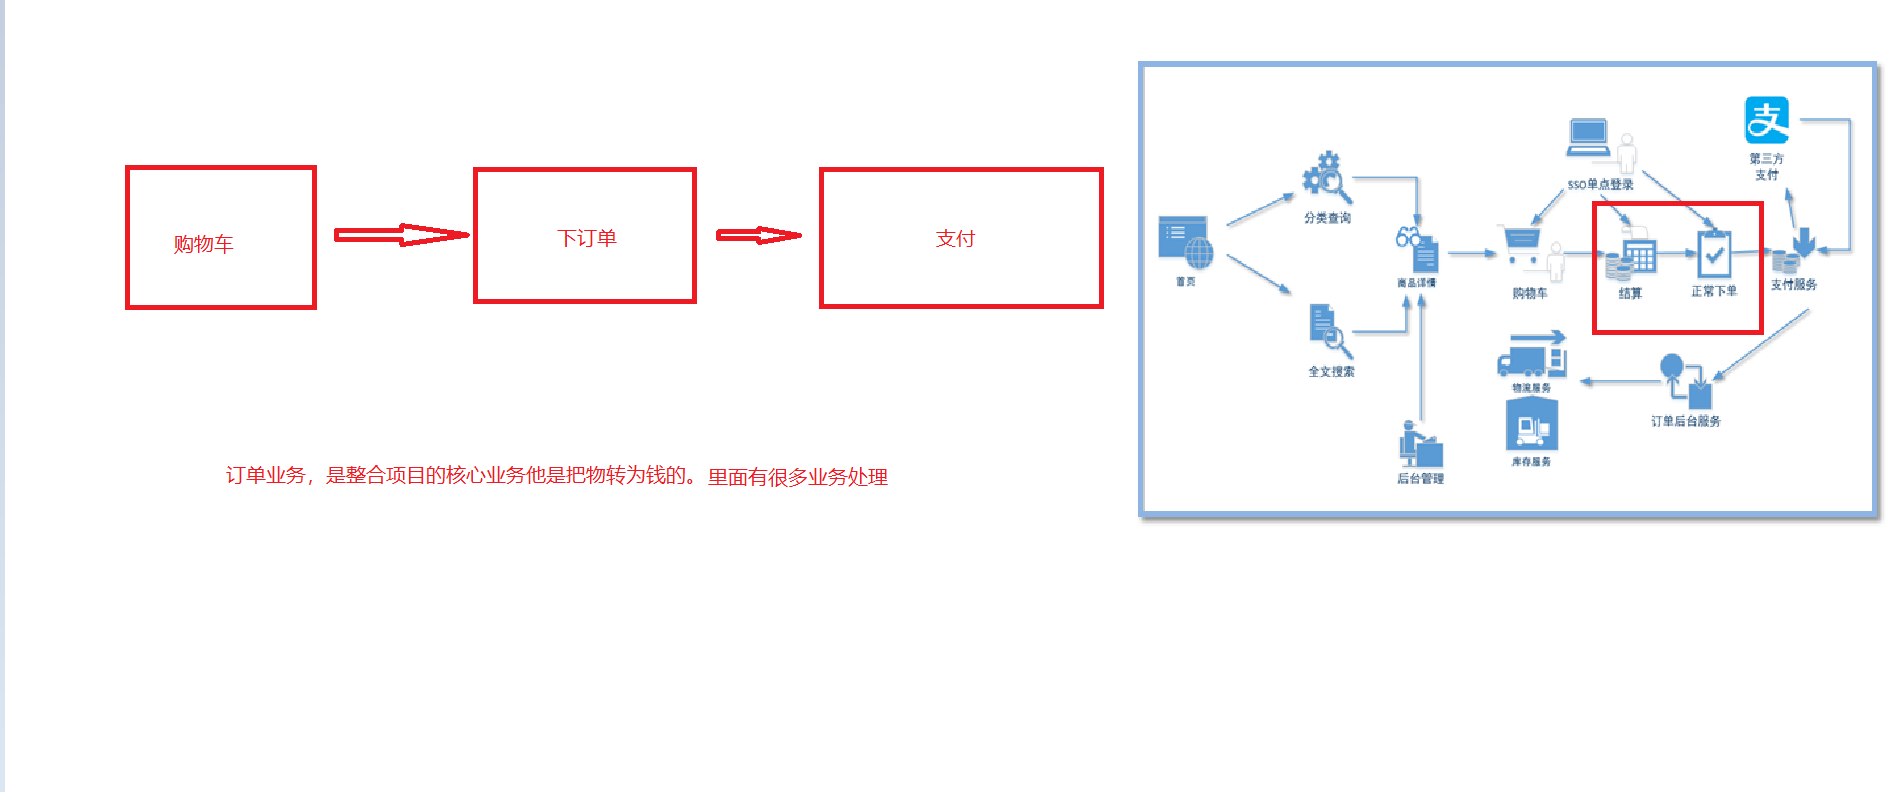 购物车
下订单
支付
订单业务，是整合项目的核心业务他是把物转为钱的。里面有很多业务处理
支
第三方
支付
sso单点登录
分类查询
首页
商品详情
购物车
结算
正常下单
支付服务
全文搜索
物流服务
订单后台服务
库存服务
后台管理